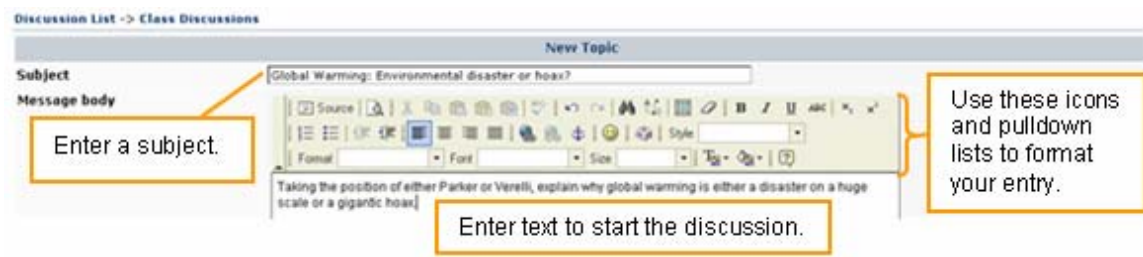 Discussion List -> Class Discussions
New Topic
Subject
Global Warming: Environmental disaster or hoax?
Message body
Source
B I U ABC x₂ x²
Style
Format Font Size
Enter a subject.
Use these icons
and pulldown
lists to format
your entry.
Taking the position of either Parker or Verelli, explain why global warming is either a disaster on a huge
scale or a gigantic hoax
Enter text to start the discussion.